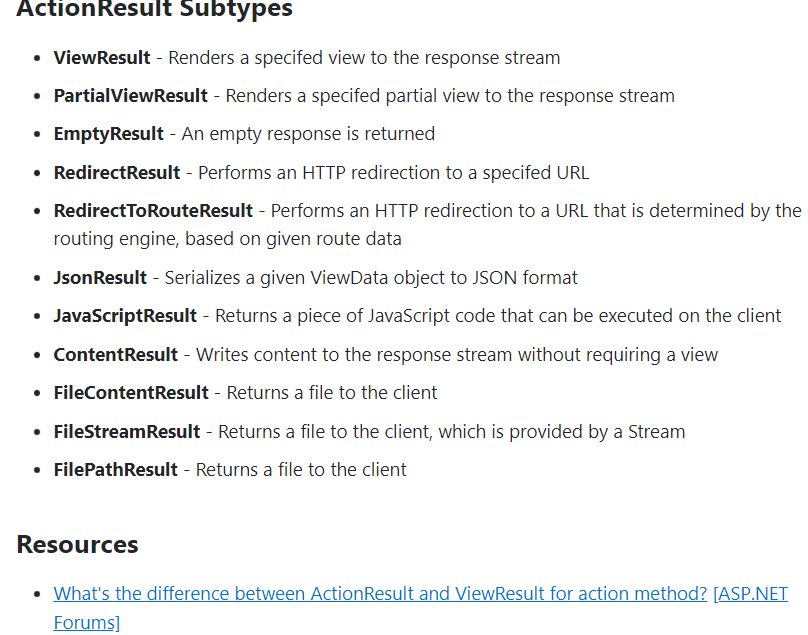 ActionResult Subtypes
• ViewResult - Renders a specifed view to the response stream
• PartialViewResult - Renders a specifed partial view to the response stream
• EmptyResult - An empty response is returned
• RedirectResult - Performs an HTTP redirection to a specifed URL
• RedirectToRouteResult - Performs an HTTP redirection to a URL that is determined by the
routing engine, based on given route data
• JsonResult - Serializes a given ViewData object to JSON format
• JavaScriptResult - Returns a piece of JavaScript code that can be executed on the client
• ContentResult - Writes content to the response stream without requiring a view
• FileContentResult - Returns a file to the client
• FileStreamResult - Returns a file to the client, which is provided by a Stream
• FilePathResult - Returns a file to the client
Resources
• What's the difference between ActionResult and ViewResult for action method? [ASP.NET
Forums]